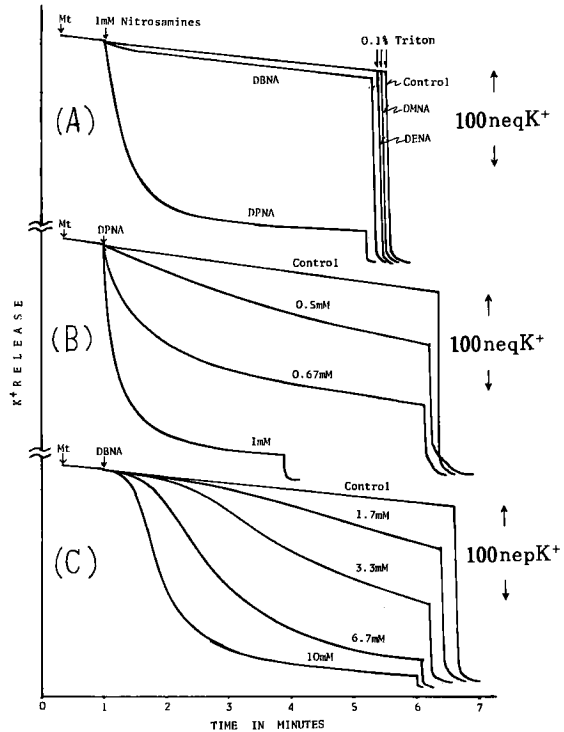 Mt
1mM Nitrosamines
0.1% Triton
Control
DBNA
DMNA
DENA
(A)
100neqK+
DPNA
Mt
DPNA
Control
0.5mM
(B)
100neqK+
0.67mM
1mM
K+RELEASE
Mt
DBNA
Control
1.7mM
(C)
100nepK+
3.3mM
6.7mM
10mM
0 1 2 3 4 5 6 7
TIME IN MINUTES